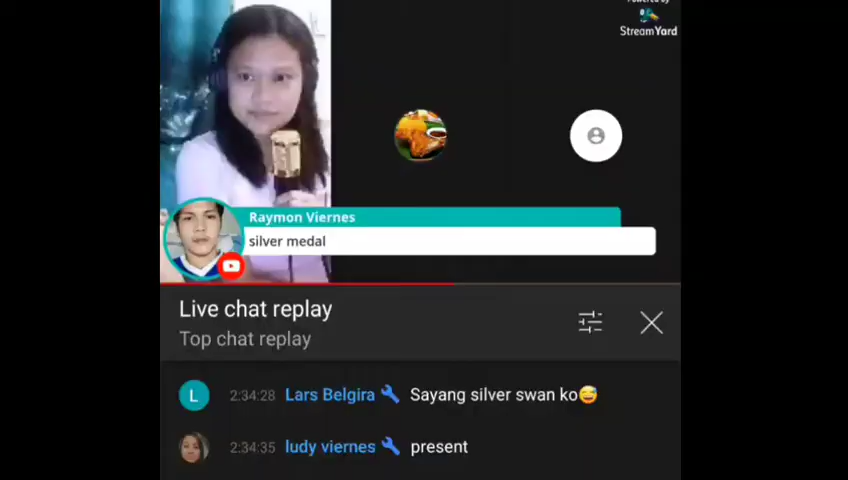 StreamYard
Raymon Viernes
silver medal
Live chat replay
Top chat replay
L 2:34:28 Lars Belgira Sayang silver swan ko😅
2:34:35 ludy viernes present